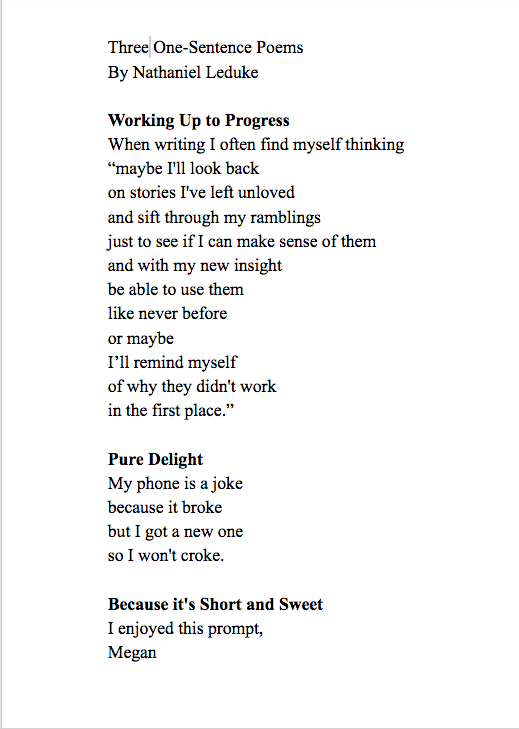 Three One-Sentence Poems
By Nathaniel Leduke
Working Up to Progress
When writing I often find myself thinking
“maybe I'll look back
on stories I've left unloved
and sift through my ramblings
just to see if I can make sense of them
and with my new insight
be able to use them
like never before
or maybe
I’ll remind myself
of why they didn't work
in the first place.”
Pure Delight
My phone is a joke
because it broke
but I got a new one
so I won't croke.
Because it's Short and Sweet
I enjoyed this prompt,
Megan